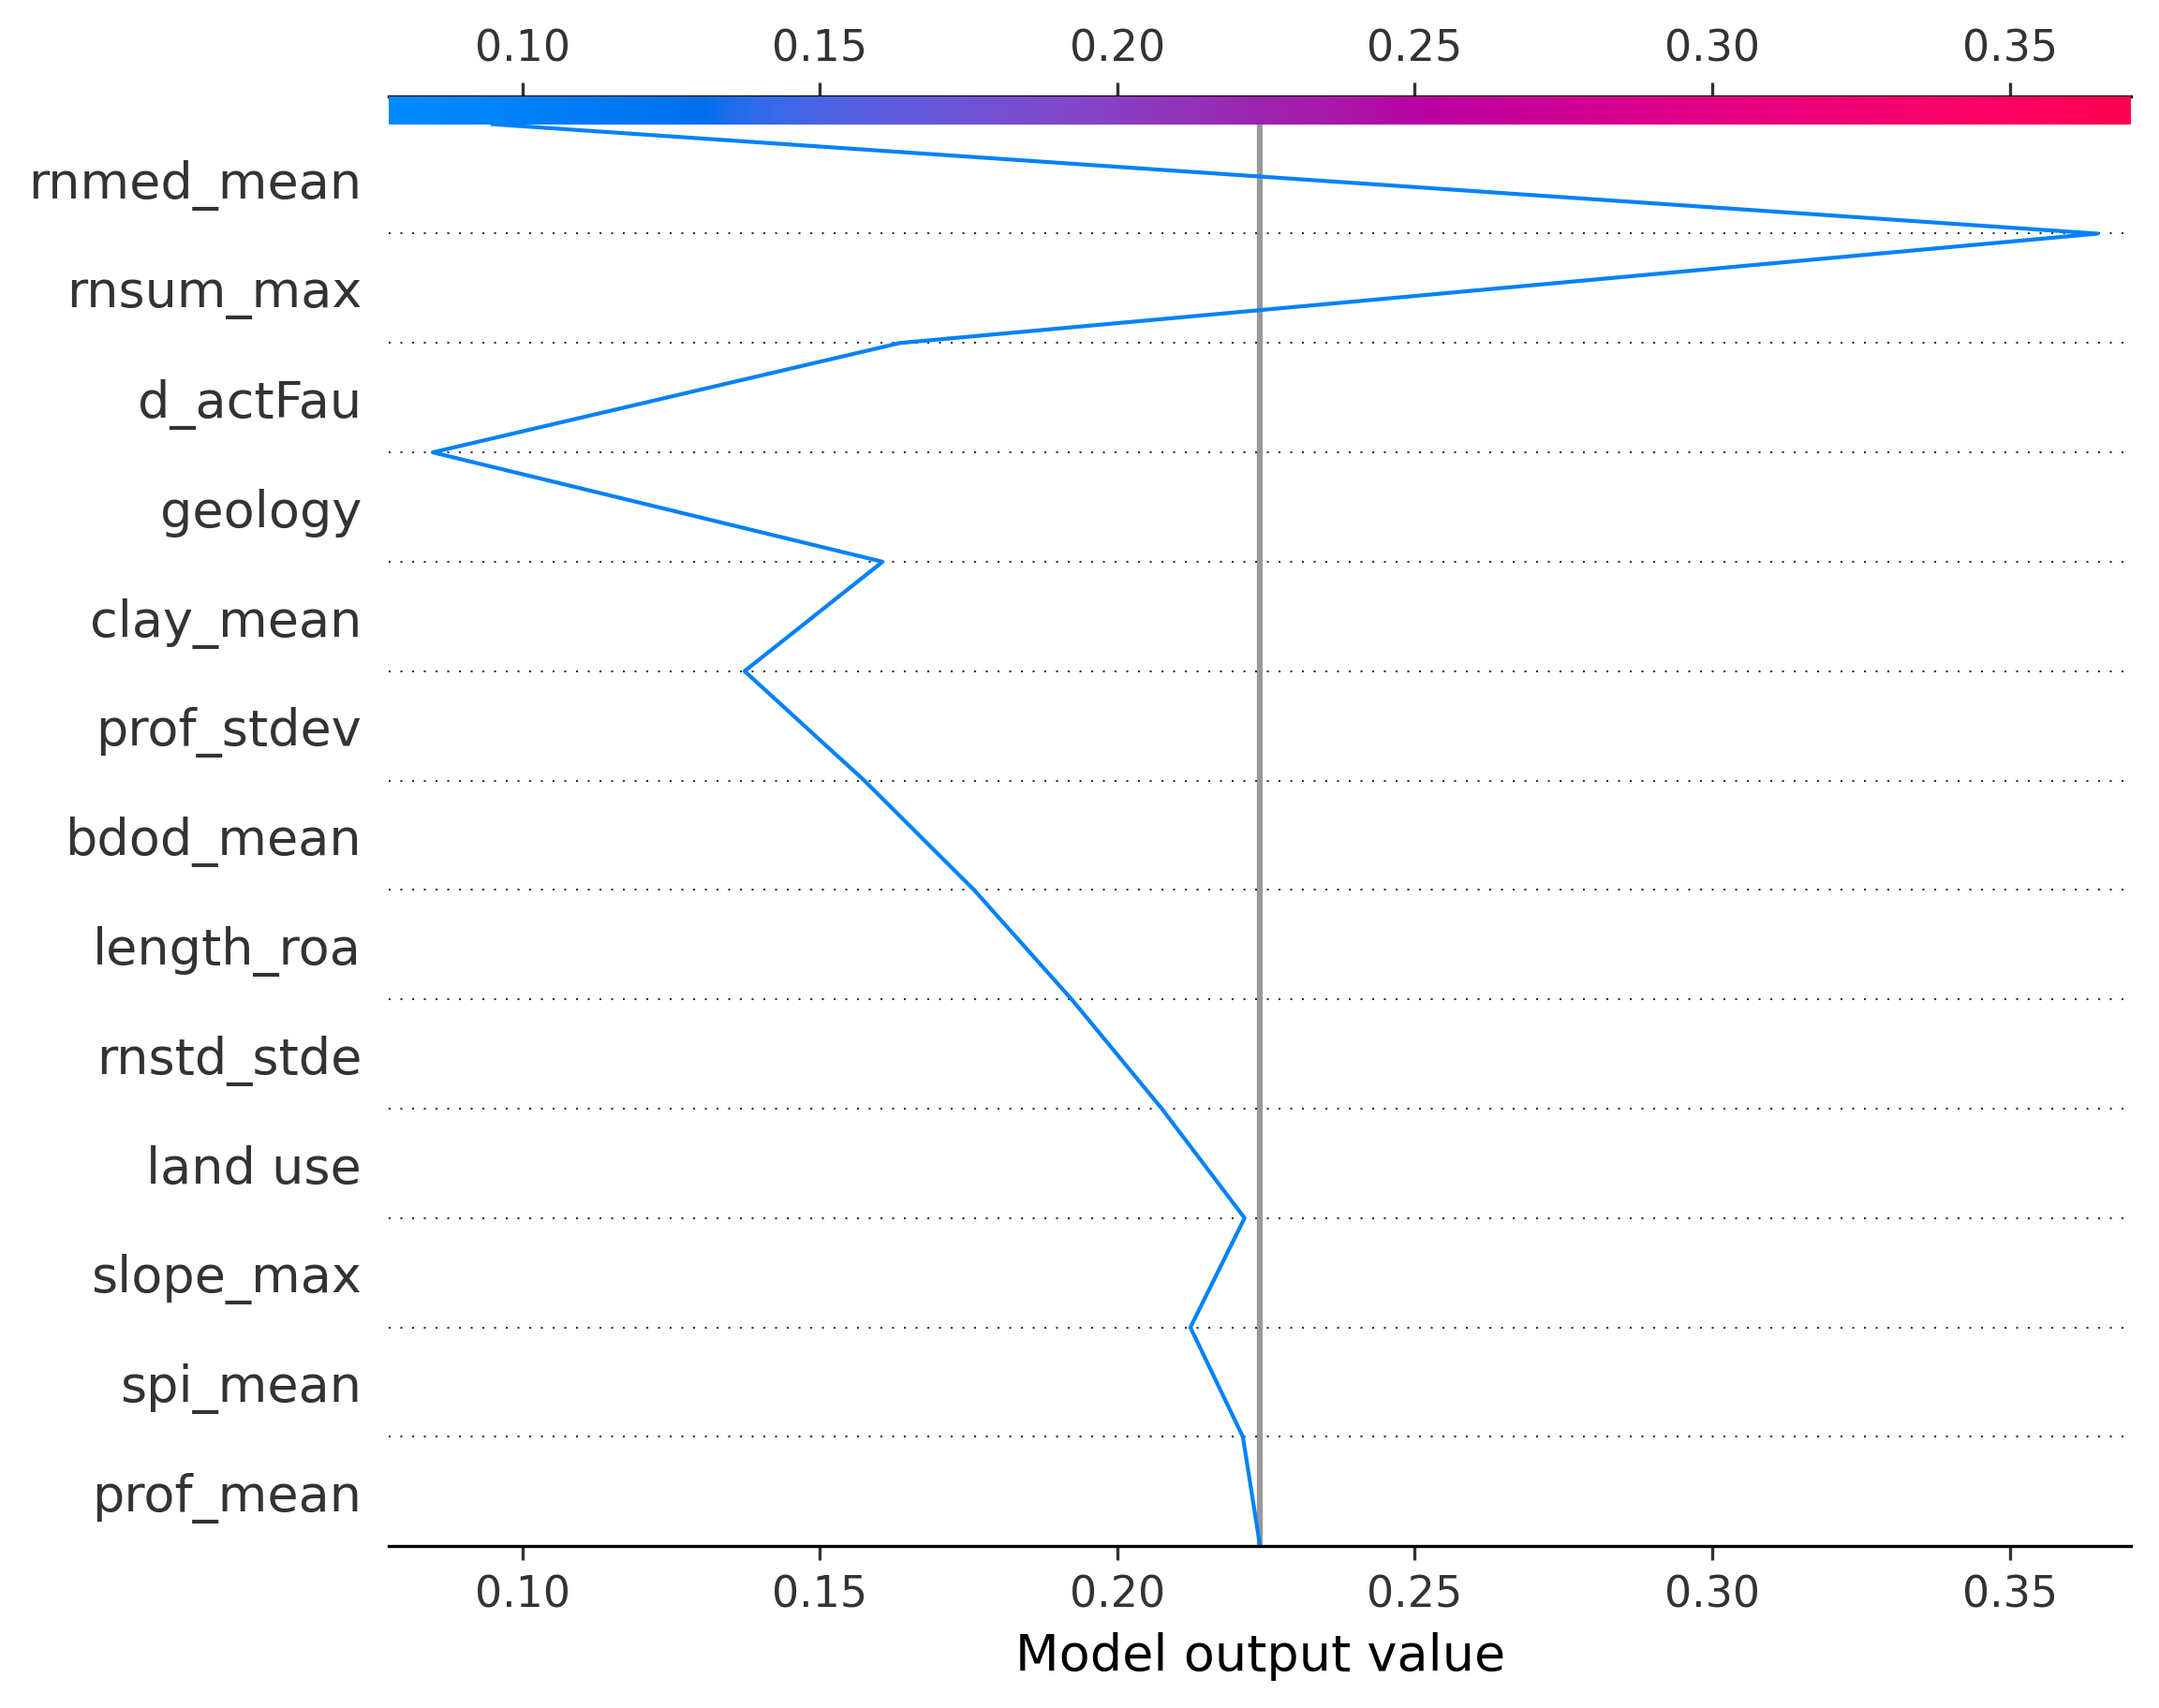 0.10 0.15 0.20 0.25 0.30 0.35
rnmed_mean
rnsum_max
d_actFau
geology
clay_mean
prof_stdev
bdod_mean
length_roa
rnstd_stde
land use
slope_max
spi_mean
prof_mean
0.10 0.15 0.20 0.25 0.30 0.35
Model output value